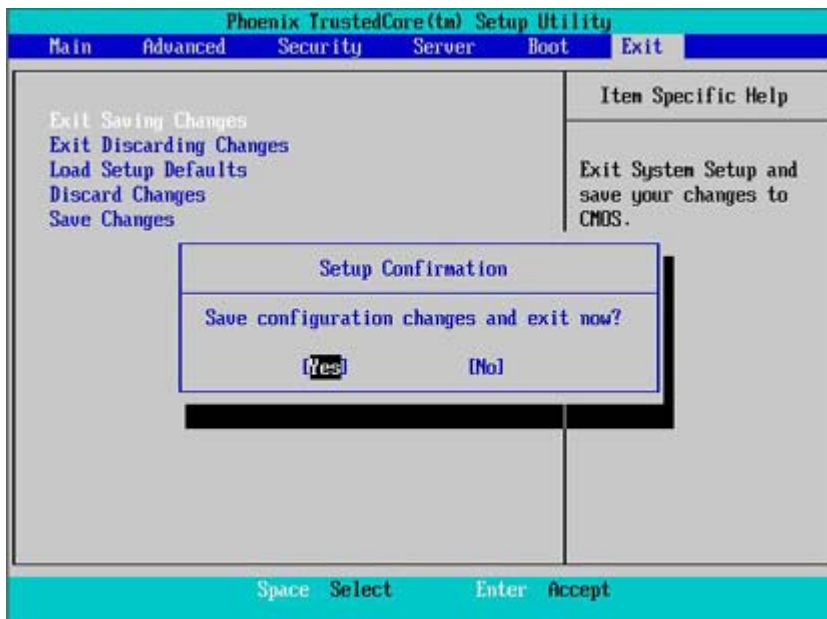 Phoenix TrustedCore(tm) Setup Utility
Main Advanced Security Server Boot Exit
Item Specific Help
Exit Saving Changes
Exit Discarding Changes
Load Setup Defaults
Discard Changes
Save Changes
Exit System Setup and
save your changes to
CMOS.
Setup Confirmation
Save configuration changes and exit now?
[Yes] [No]
Space Select Enter Accept